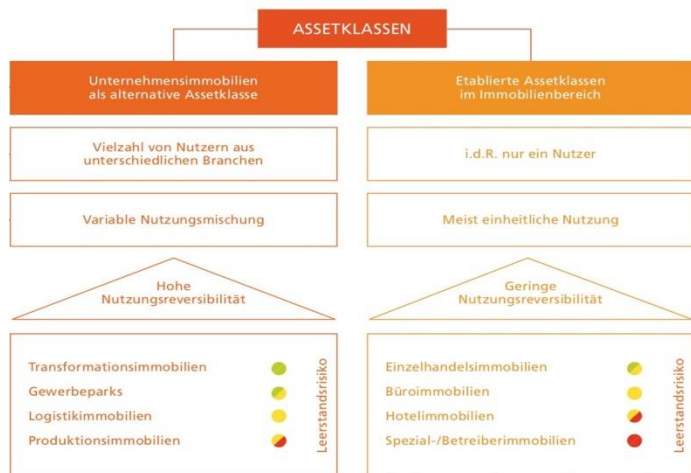 ASSETKLASSEN
Unternehmensimmobilien
als alternative Assetklasse
Vielzahl von Nutzern aus
unterschiedlichen Branchen
Variable Nutzungsmischung
Hohe
Nutzungsreversibilität
Transformationsimmobilien
Gewerbeparks
Logistikimmobilien
Produktionsimmobilien
Leerstandsrisiko
Etablierte Assetklassen
im Immobilienbereich
i.d.R. nur ein Nutzer
Meist einheitliche Nutzung
Geringe
Nutzungsreversibilität
Einzelhandelsimmobilien
Büroimmobilien
Hotelimmobilien
Spezial-/Betreiberimmobilien
Leerstandsrisiko